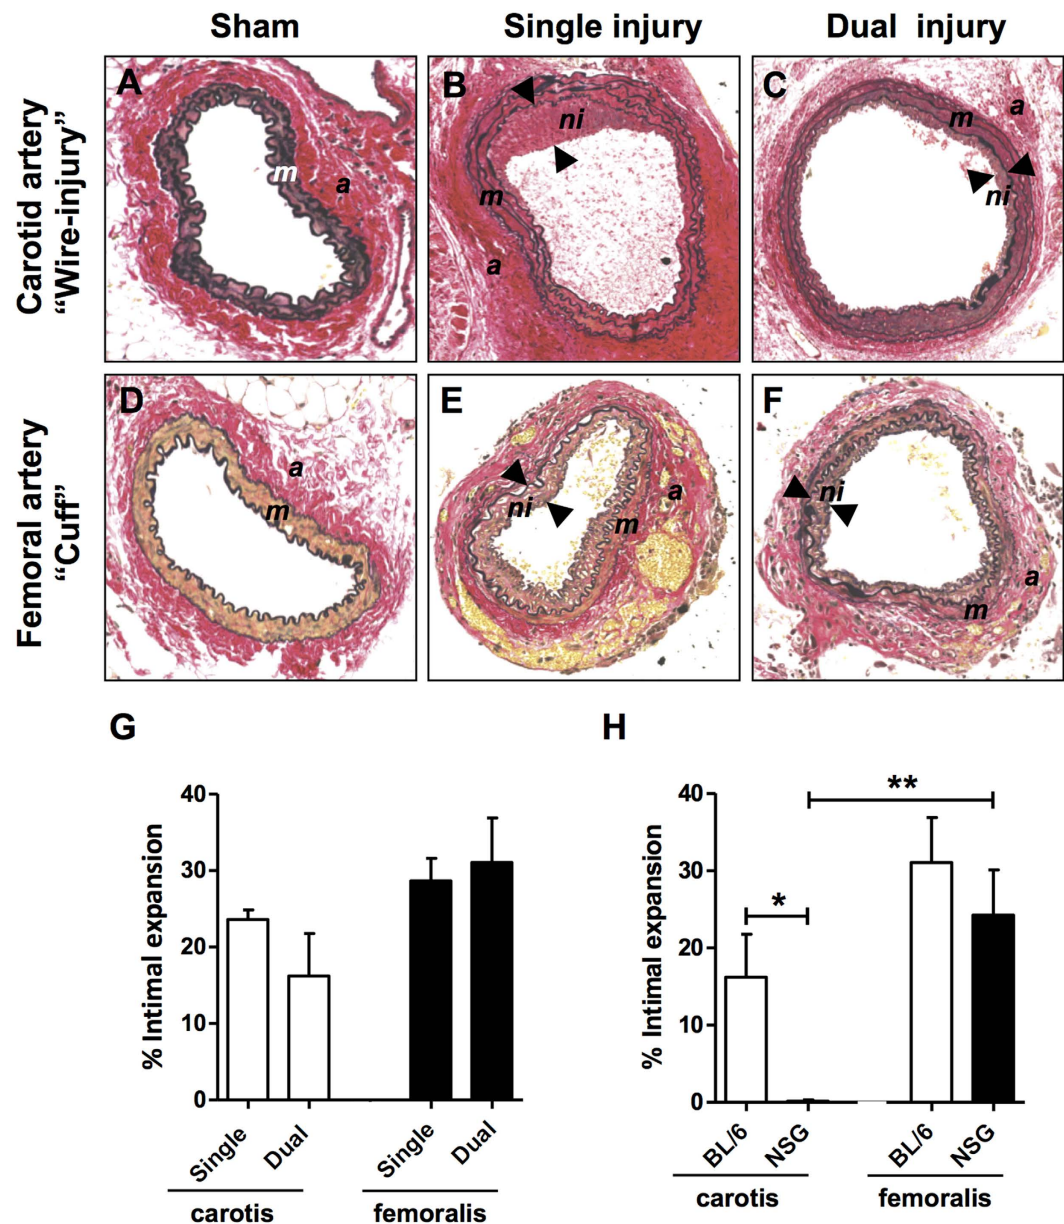 Sham Single injury Dual injury
Carotid artery
“Wire-injury”
A
m
a
B
ni
m
a
C
m
a
ni
Femoral artery
“Cuff”
D
a
m
E
ni
a
m
F
ni
a
m
G
% Intimal expansion
40
30
20
10
0
Single Dual Single Dual
carotis femoralis
H
% Intimal expansion
40
30
20
10
0
**
*
BL/6 NSG BL/6 NSG
carotis femoralis